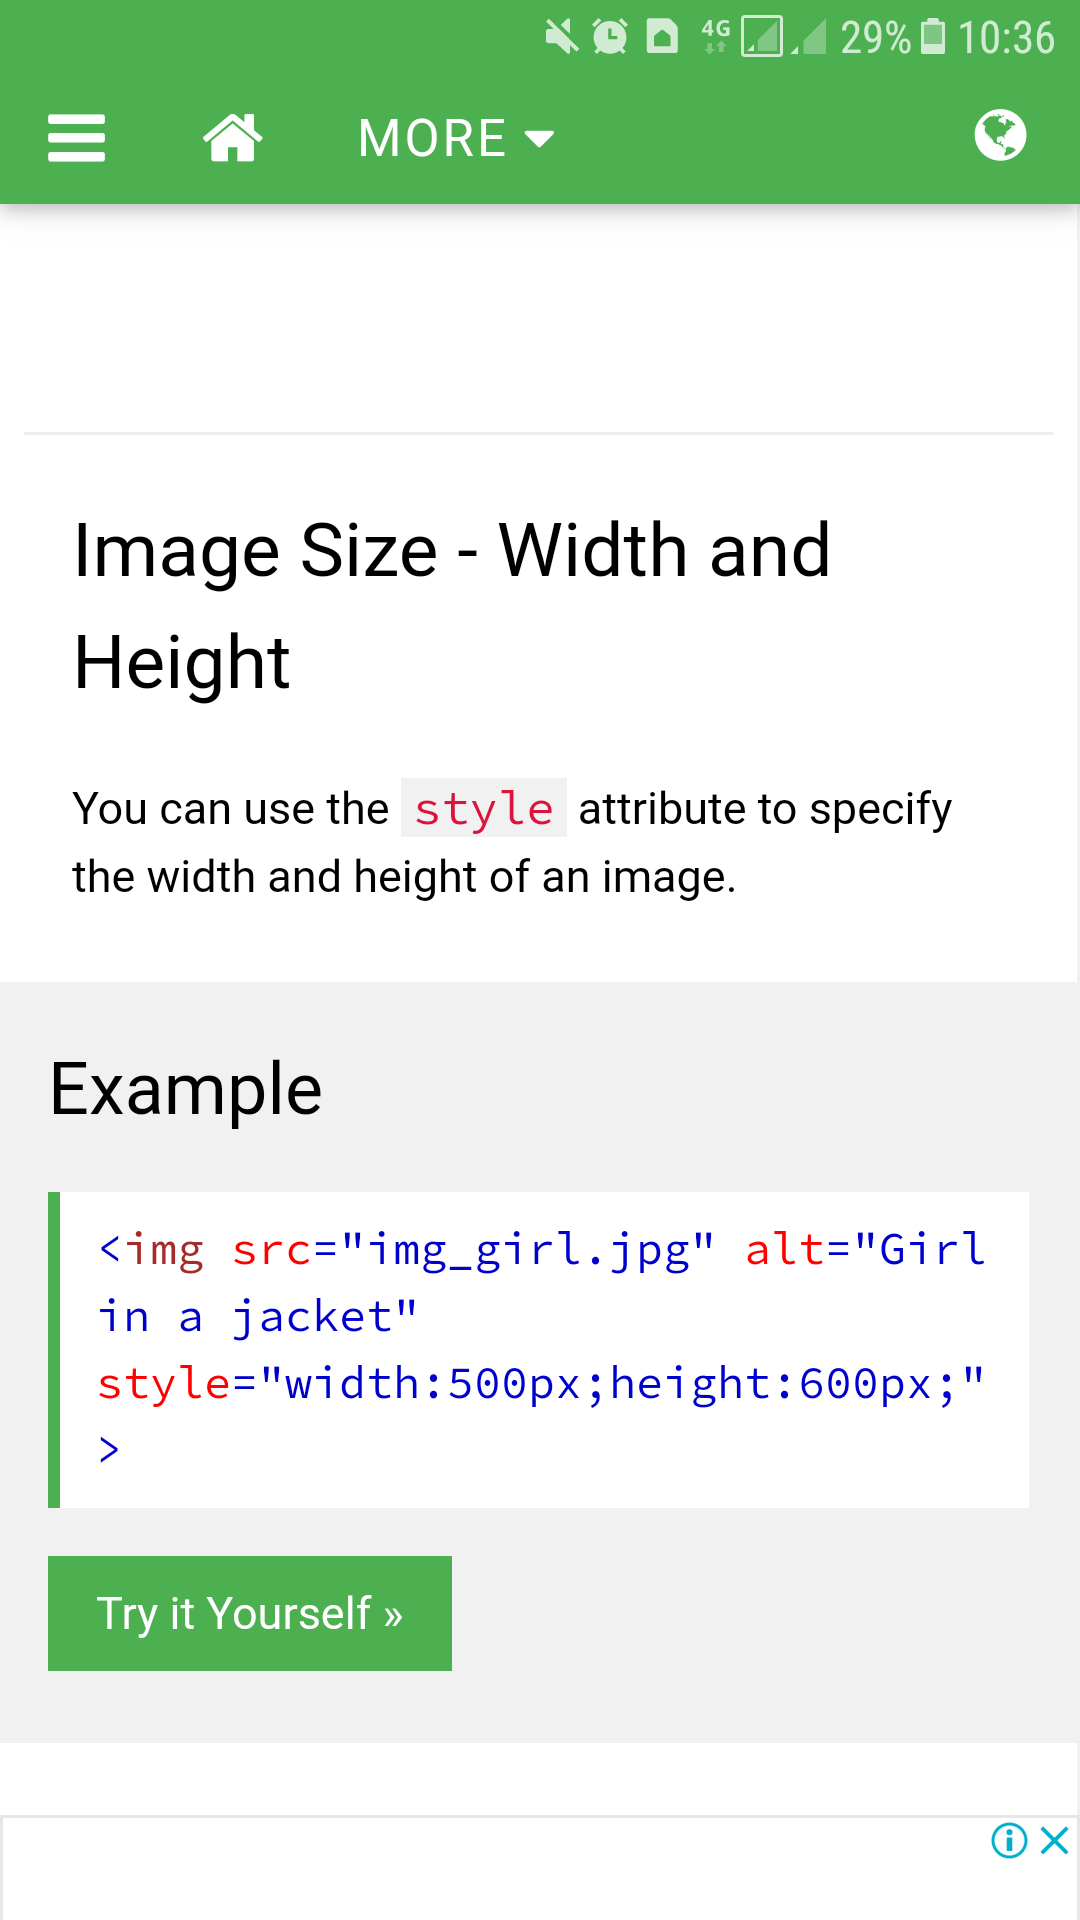 4G 29% 10:36
MORE
Image Size - Width and
Height
You can use the style attribute to specify
the width and height of an image.
Example
<img src="img_girl.jpg" alt="Girl
in a jacket"
style="width:500px;height:600px;"
>
Try it Yourself »